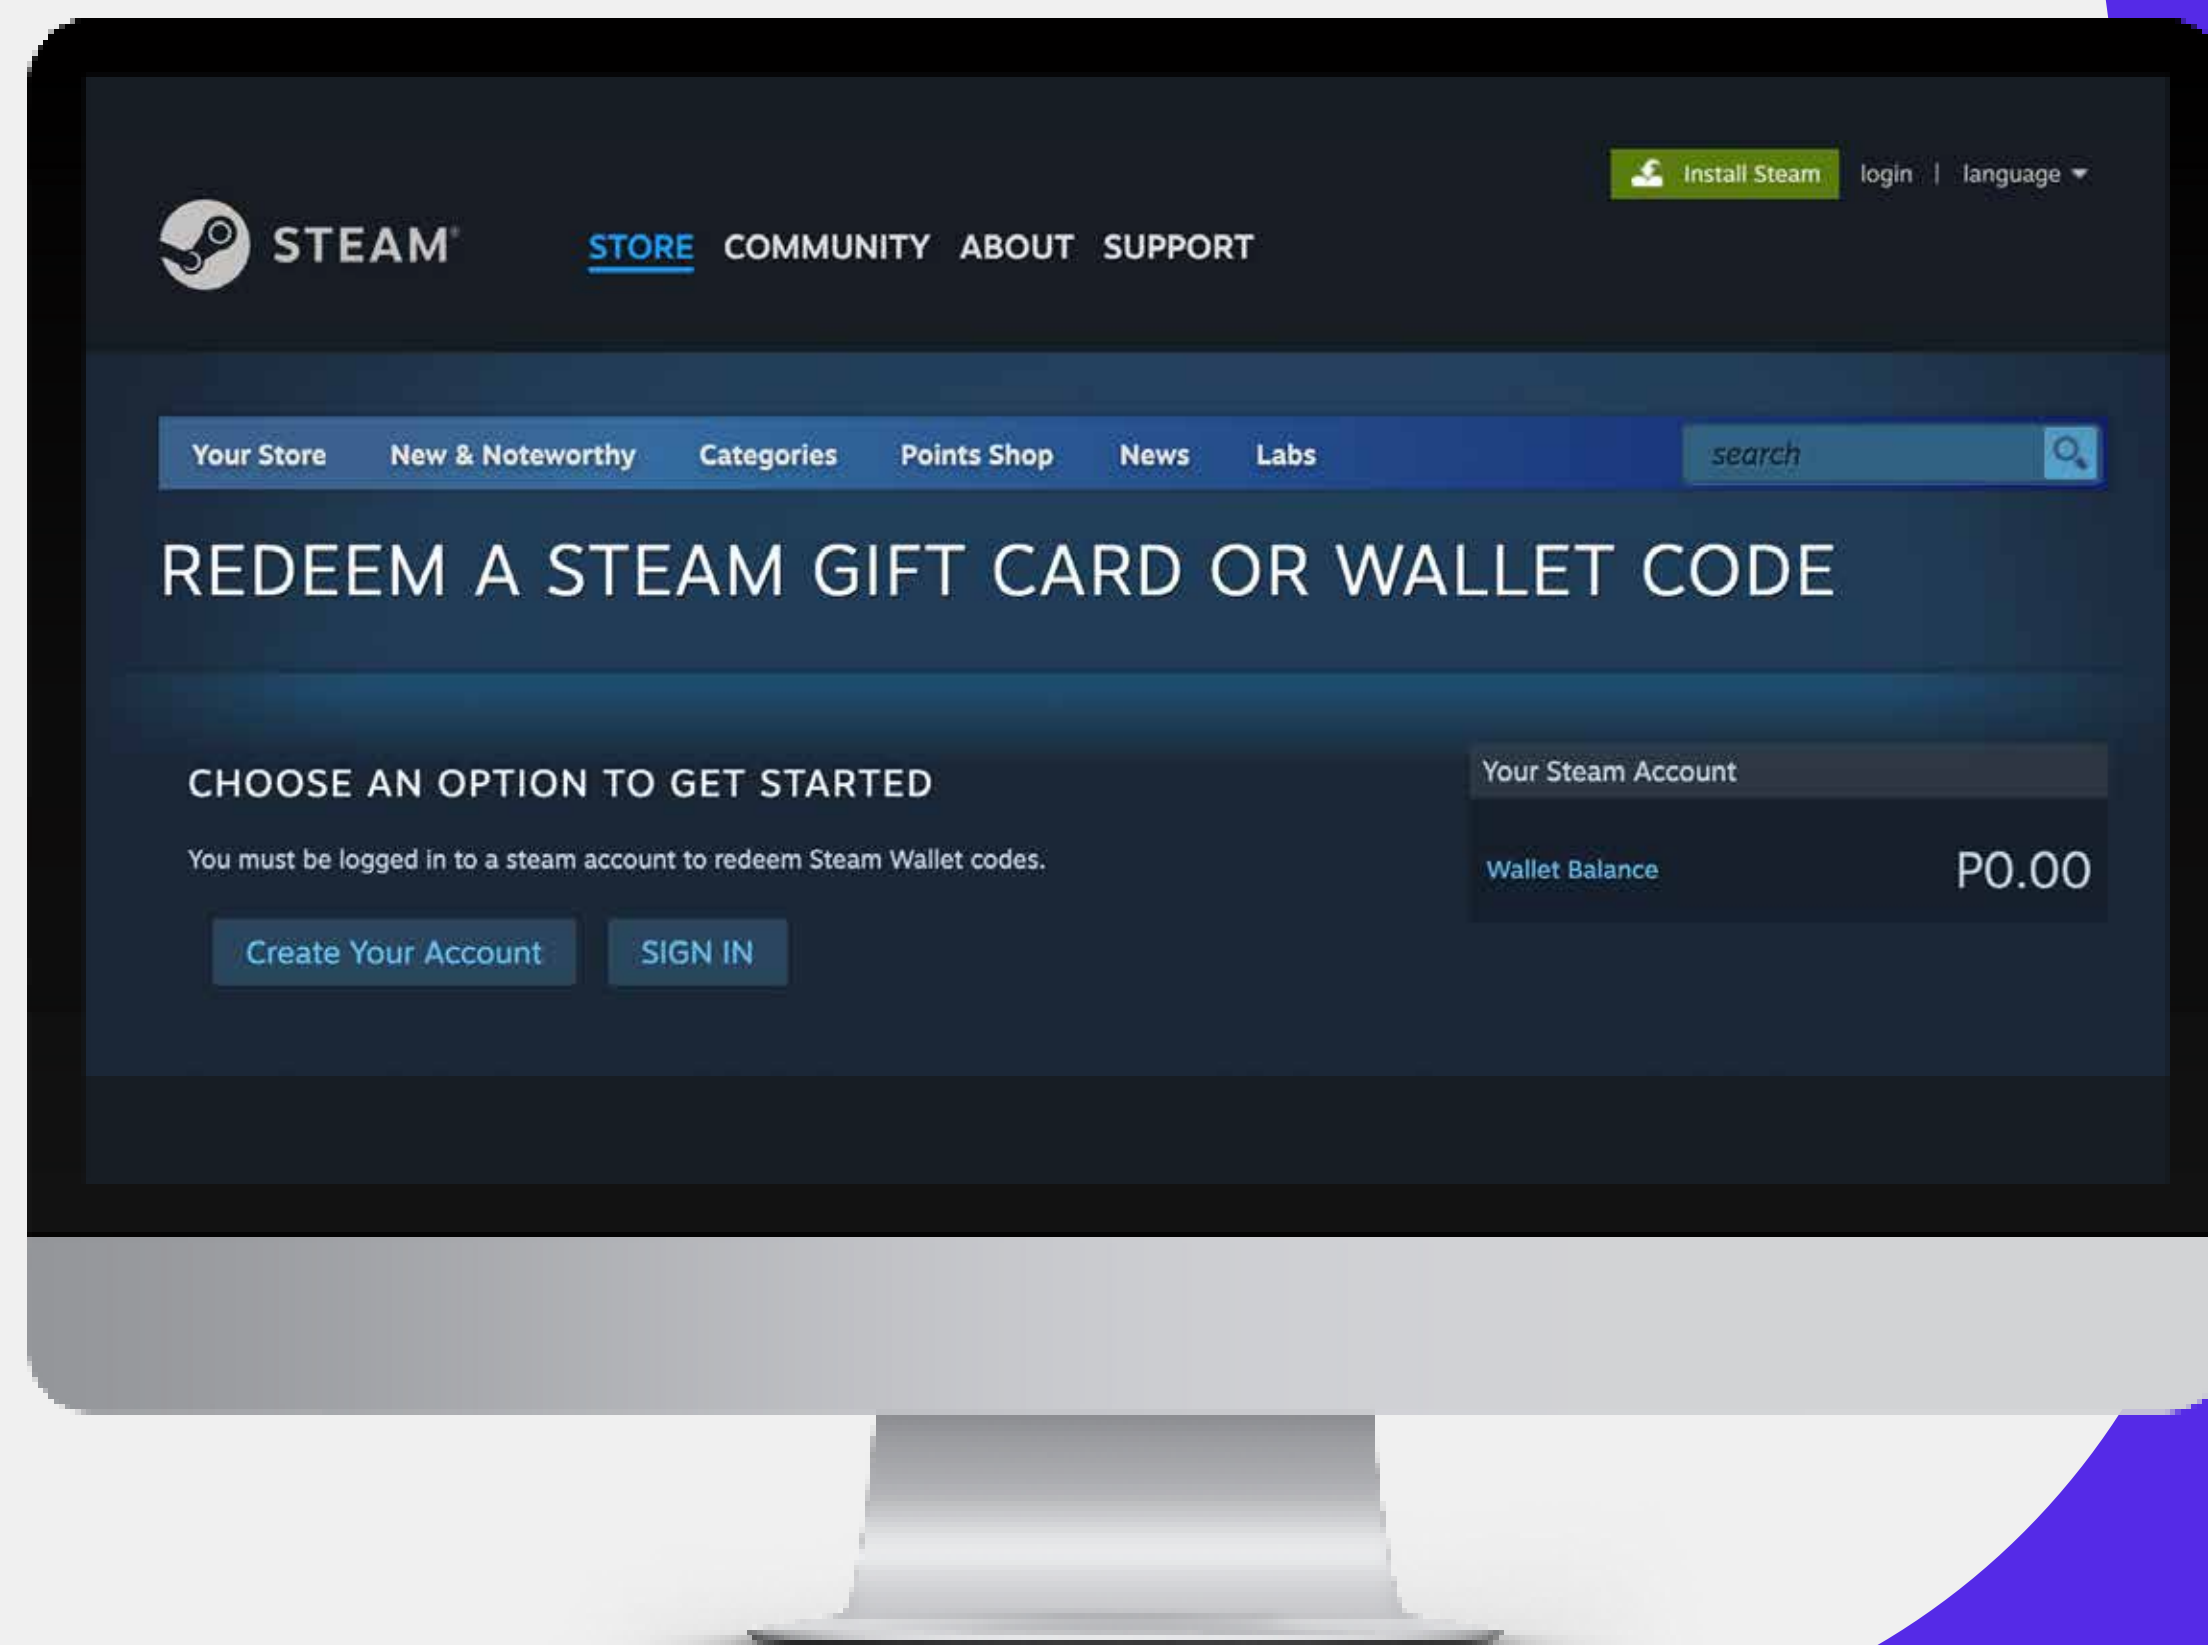 Install Steam login | language
STEAM® STORE COMMUNITY ABOUT SUPPORT
Your Store New & Noteworthy Categories Points Shop News Labs search
REDEEM A STEAM GIFT CARD OR WALLET CODE
CHOOSE AN OPTION TO GET STARTED
You must be logged in to a steam account to redeem Steam Wallet codes.
Create Your Account SIGN IN
Your Steam Account
Wallet Balance P0.00